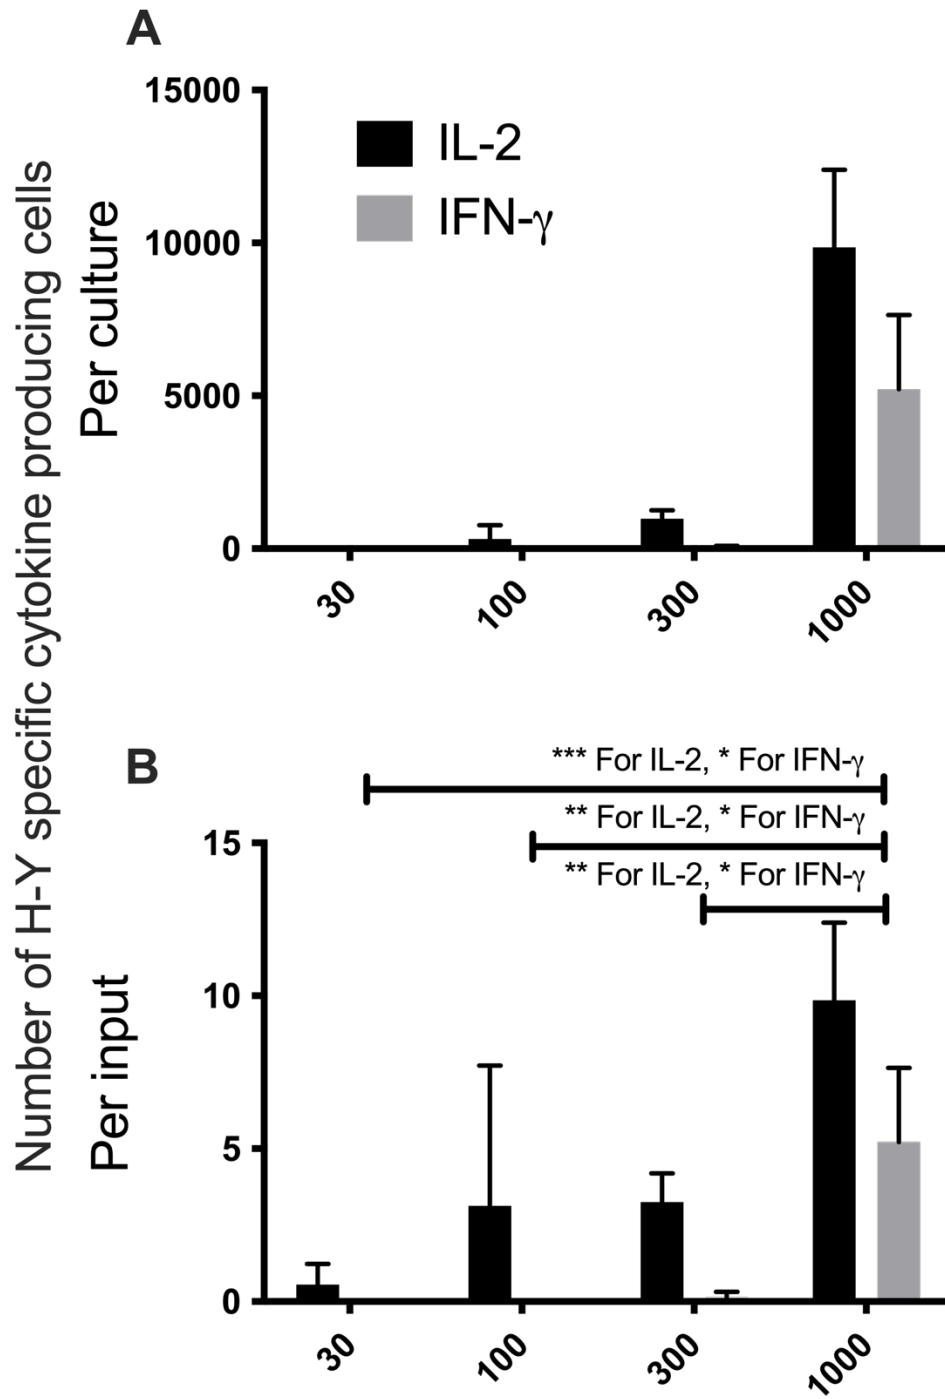 Number of H-Y specific cytokine producing cells
A
Per culture
15000
10000
5000
0
IL-2
IFN-γ
30
100
300
1000
B
Per input
*** For IL-2, * For IFN-γ
** For IL-2, * For IFN-γ
** For IL-2, * For IFN-γ
15
10
5
0
30
100
300
1000